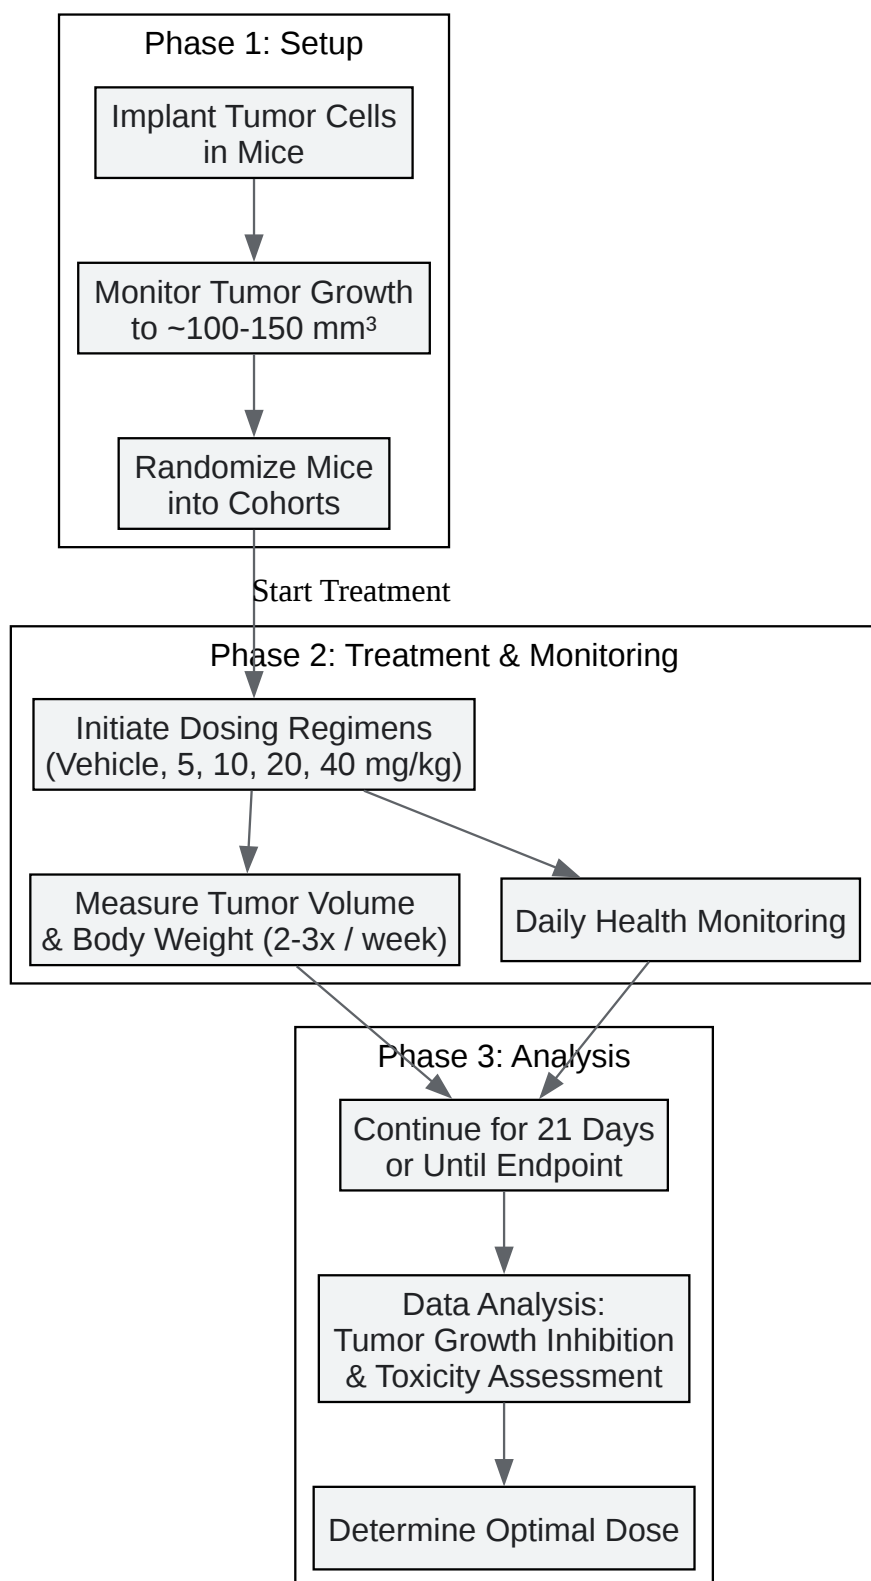 Phase 1: Setup
Implant Tumor Cells
in Mice
Monitor Tumor Growth
to ~100-150 mm³
Randomize Mice
into Cohorts
Start Treatment
Phase 2: Treatment & Monitoring
Initiate Dosing Regimens
(Vehicle, 5, 10, 20, 40 mg/kg)
Measure Tumor Volume
& Body Weight (2-3x / week)
Daily Health Monitoring
Phase 3: Analysis
Continue for 21 Days
or Until Endpoint
Data Analysis:
Tumor Growth Inhibition
& Toxicity Assessment
Determine Optimal Dose